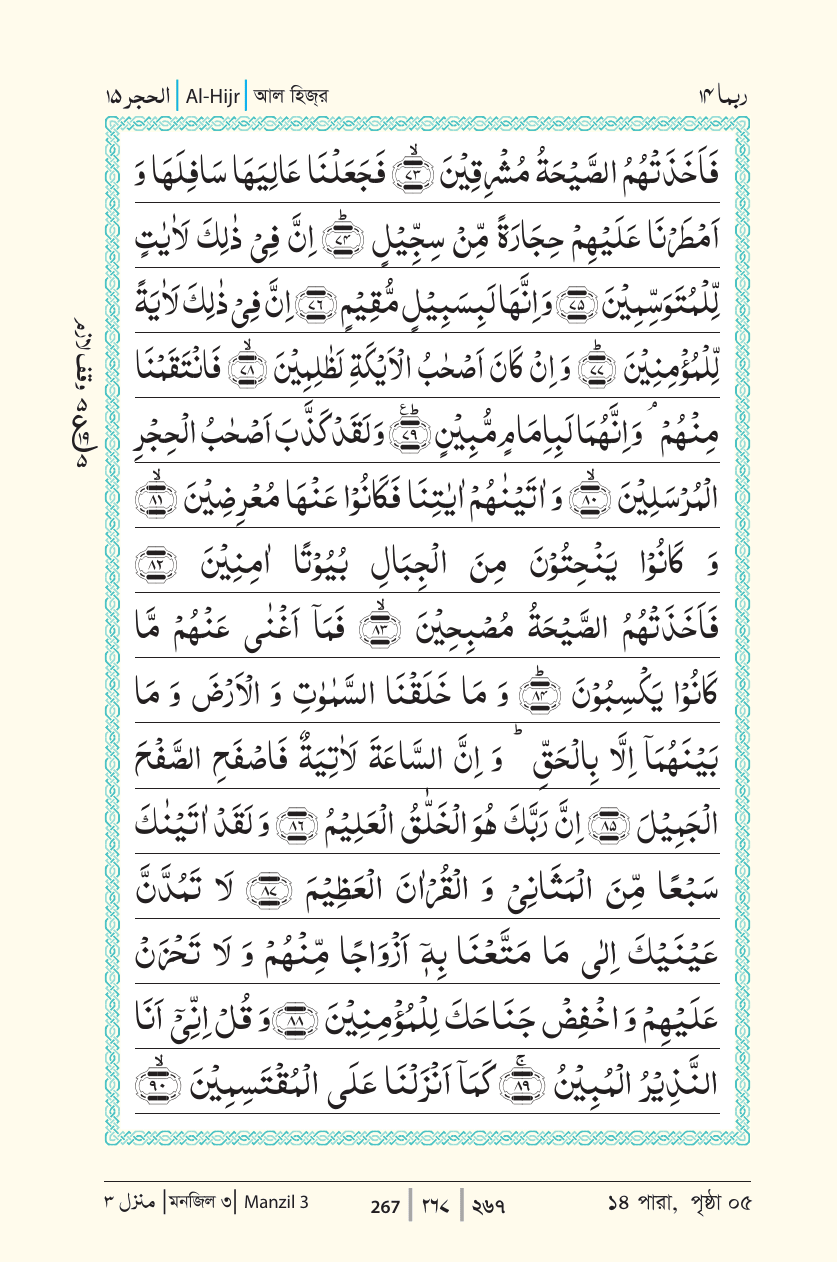 الحجر ۱۵ | Al-Hijr | আল হিজ্‌র
ربما ۱۴
فَاَخَذَتْهُمُ الصَّيْحَةُ مُشْرِقِيْنَ ۙ﴿۷۳﴾ فَجَعَلْنَا عَالِيَهَا سَافِلَهَا وَ
اَمْطَرْنَا عَلَيْهِمْ حِجَارَةً مِّنْ سِجِّيْلٍ ؕ﴿۷۴﴾ اِنَّ فِيْ ذٰلِكَ لَاٰيٰتٍ
لِّلْمُتَوَسِّمِيْنَ ﴿۷۵﴾ وَاِنَّهَا لَبِسَبِيْلٍ مُّقِيْمٍ ﴿۷۶﴾ اِنَّ فِيْ ذٰلِكَ لَاٰيَةً
لِّلْمُؤْمِنِيْنَ ؕ﴿۷۷﴾ وَاِنْ كَانَ اَصْحٰبُ الْاَيْكَةِ لَظٰلِمِيْنَ ۙ﴿۷۸﴾ فَانْتَقَمْنَا
مِنْهُمْ ۘ وَاِنَّهُمَا لَبِاِمَامٍ مُّبِيْنٍ ؕ﴿۷۹﴾ وَلَقَدْ كَذَّبَ اَصْحٰبُ الْحِجْرِ
الْمُرْسَلِيْنَ ۙ﴿۸۰﴾ وَاٰتَيْنٰهُمْ اٰيٰتِنَا فَكَانُوْا عَنْهَا مُعْرِضِيْنَ ۙ﴿۸۱﴾
وَ كَانُوْا يَنْحِتُوْنَ مِنَ الْجِبَالِ بُيُوْتًا اٰمِنِيْنَ ﴿۸۲﴾
فَاَخَذَتْهُمُ الصَّيْحَةُ مُصْبِحِيْنَ ۙ﴿۸۳﴾ فَمَاۤ اَغْنٰى عَنْهُمْ مَّا
كَانُوْا يَكْسِبُوْنَ ؕ﴿۸۴﴾ وَ مَا خَلَقْنَا السَّمٰوٰتِ وَ الْاَرْضَ وَ مَا
بَيْنَهُمَاۤ اِلَّا بِالْحَقِّ ؕ وَ اِنَّ السَّاعَةَ لَاٰتِيَةٌ فَاصْفَحِ الصَّفْحَ
الْجَمِيْلَ ﴿۸۵﴾ اِنَّ رَبَّكَ هُوَ الْخَلّٰقُ الْعَلِيْمُ ﴿۸۶﴾ وَلَقَدْ اٰتَيْنٰكَ
سَبْعًا مِّنَ الْمَثَانِيْ وَ الْقُرْاٰنَ الْعَظِيْمَ ﴿۸۷﴾ لَا تَمُدَّنَّ
عَيْنَيْكَ اِلٰى مَا مَتَّعْنَا بِهٖۤ اَزْوَاجًا مِّنْهُمْ وَ لَا تَحْزَنْ
عَلَيْهِمْ وَاخْفِضْ جَنَاحَكَ لِلْمُؤْمِنِيْنَ ﴿۸۸﴾ وَقُلْ اِنِّيْۤ اَنَا
النَّذِيْرُ الْمُبِيْنُ ۚ﴿۸۹﴾ كَمَاۤ اَنْزَلْنَا عَلَى الْمُقْتَسِمِيْنَ ۙ﴿۹۰﴾
وقف لازم
۵ ع ۱۹ ۵
منزل ۳ | মনজিল ৩ | Manzil 3
267 | ۲۶۷ | ২৬৭
১৪ পারা, পৃষ্ঠা ০৫